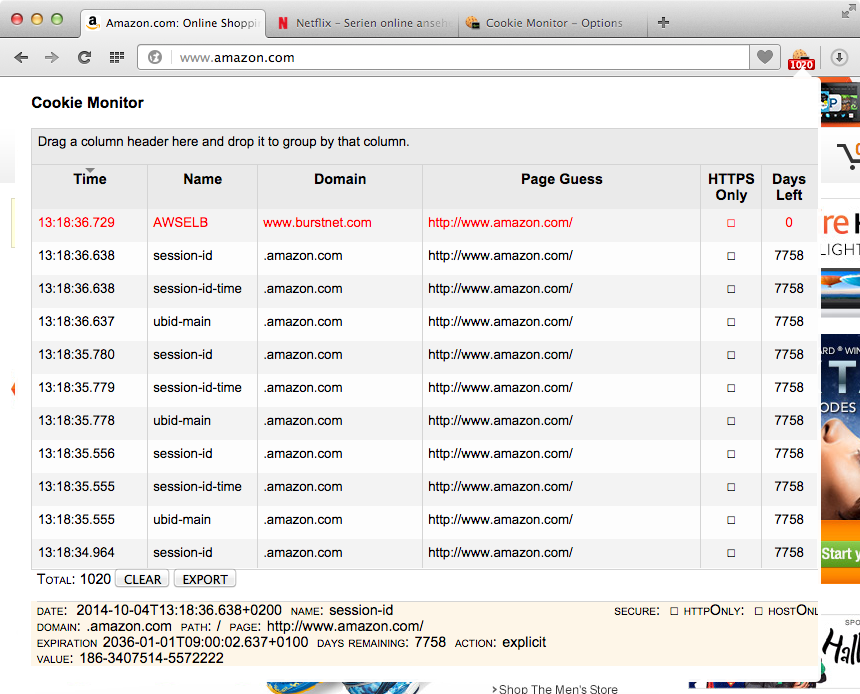 Amazon.com: Online Shoppi
Netflix – Serien online anseh
Cookie Monitor – Options
www.amazon.com
1020
Cookie Monitor
Drag a column header here and drop it to group by that column.
Time Name Domain Page Guess HTTPS Only Days Left
13:18:36.729 AWSELB www.burstnet.com http://www.amazon.com/ 0
13:18:36.638 session-id .amazon.com http://www.amazon.com/ 7758
13:18:36.638 session-id-time .amazon.com http://www.amazon.com/ 7758
13:18:36.637 ubid-main .amazon.com http://www.amazon.com/ 7758
13:18:35.780 session-id .amazon.com http://www.amazon.com/ 7758
13:18:35.779 session-id-time .amazon.com http://www.amazon.com/ 7758
13:18:35.778 ubid-main .amazon.com http://www.amazon.com/ 7758
13:18:35.556 session-id .amazon.com http://www.amazon.com/ 7758
13:18:35.555 session-id-time .amazon.com http://www.amazon.com/ 7758
13:18:35.555 ubid-main .amazon.com http://www.amazon.com/ 7758
13:18:34.964 session-id .amazon.com http://www.amazon.com/ 7758
Total: 1020 CLEAR EXPORT
DATE: 2014-10-04T13:18:36.638+0200 NAME: session-id SECURE: HTTPONLY: HOSTONL
DOMAIN: .amazon.com PATH: / PAGE: http://www.amazon.com/
EXPIRATION 2036-01-01T09:00:02.637+0100 DAYS REMAINING: 7758 ACTION: explicit
VALUE: 186-3407514-5572222
re H
LIGHT
ARD ® WIN
TA
ODES
Start y
SPO
Hall
Shop The Men's Store